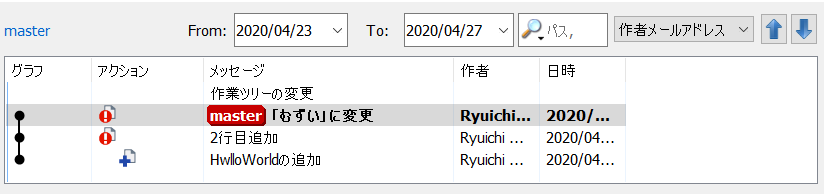 master From: 2020/04/23 To: 2020/04/27 パス, 作者メールアドレス
グラフ アクション メッセージ 作者 日時
作業ツリーの変更
master 「むずい」に変更 Ryuichi... 2020/...
2行目追加 Ryuichi ... 2020/04...
HwlloWorldの追加 Ryuichi ... 2020/04...